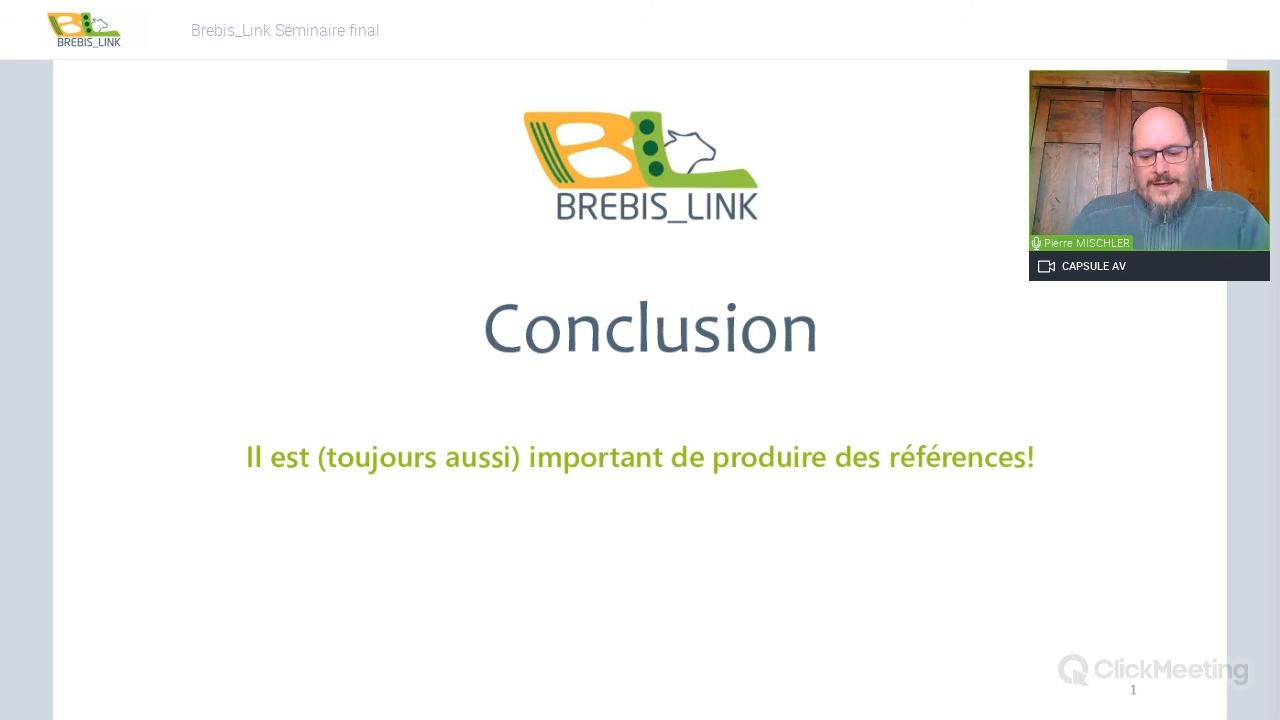 BREBIS_LINK
Brebis_Link Séminaire final
BL
BREBIS_LINK
Pierre MISCHLER
CAPSULE AV
Conclusion
Il est (toujours aussi) important de produire des références!
ClickMeeting
1